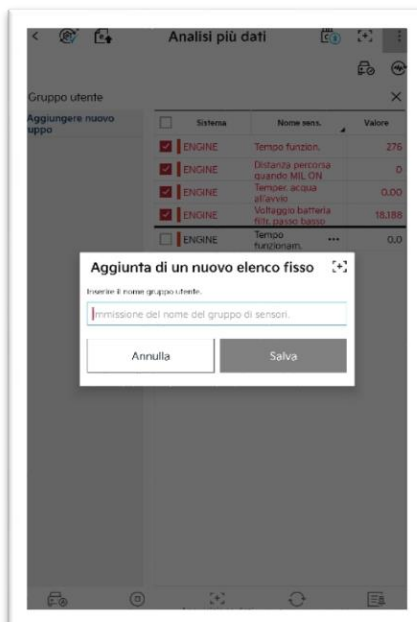 Analisi più dati
Gruppo utente
Aggiungere nuovo
uppo
Sistema Nome sens. Valore
ENGINE Tempo funzion. 276
ENGINE Distanza percorsa
quando MIL ON 0
ENGINE Temper. acqua
all'avvio 0.00
ENGINE Voltaggio batteria
filtr. passo basso 18.188
ENGINE Tempo
funzionam. ••• 0.0
Aggiunta di un nuovo elenco fisso
Inserire il nome gruppo utente.
mmissione del nome del gruppo di sensori.
Annulla Salva